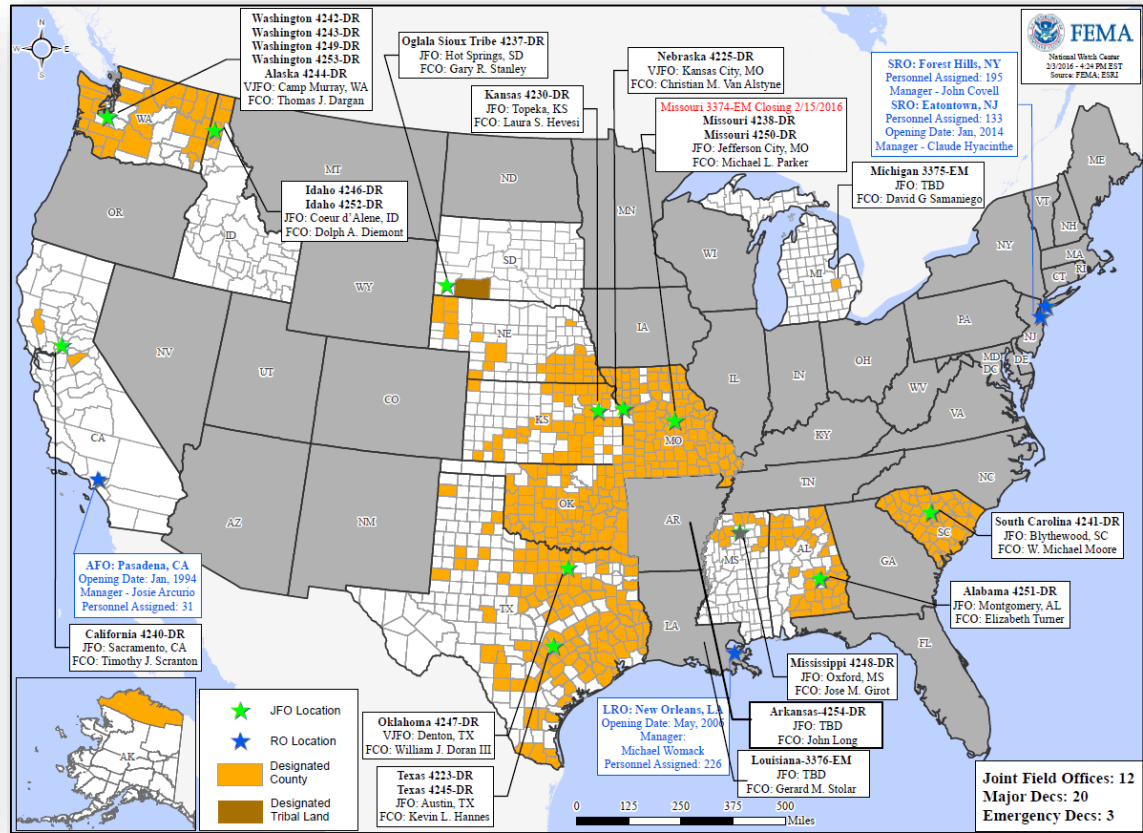 N
W E
S
Washington 4242-DR
Washington 4243-DR
Washington 4249-DR
Washington 4253-DR
Alaska 4244-DR
VJFO: Camp Murray, WA
FCO: Thomas J. Dargan
Oglala Sioux Tribe 4237-DR
JFO: Hot Springs, SD
FCO: Gary R. Stanley
Kansas 4230-DR
JFO: Topeka, KS
FCO: Laura S. Hevesi
Nebraska 4225-DR
VJFO: Kansas City, MO
FCO: Christian M. Van Alstyne
Missouri 3374-EM Closing 2/15/2016
Missouri 4238-DR
Missouri 4250-DR
JFO: Jefferson City, MO
FCO: Michael L. Parker
FEMA
National Watch Center
2/3/2016 - 4:24 PM EST
Source: FEMA; ESRI
SRO: Forest Hills, NY
Personnel Assigned: 195
Manager - John Covell
SRO: Eatontown, NJ
Personnel Assigned: 133
Opening Date: Jan, 2014
Manager - Claude Hyacinthe
Michigan 3375-EM
JFO: TBD
FCO: David G Samaniego
Idaho 4246-DR
Idaho 4252-DR
JFO: Coeur d'Alene, ID
FCO: Dolph A. Diemont
WA
MT
ND
MN
ME
OR
ID
SD
WI
MI
VT
NH
NY
MA
CT
RI
WY
NE
IA
PA
NJ
NV
UT
CO
KS
MO
IL
IN
OH
MD
DC
DE
WV
VA
KY
CA
AZ
NM
OK
AR
TN
NC
SC
TX
LA
MS
AL
GA
FL
AFO: Pasadena, CA
Opening Date: Jan, 1994
Manager - Josie Arcurio
Personnel Assigned: 31
California 4240-DR
JFO: Sacramento, CA
FCO: Timothy J. Scranton
South Carolina 4241-DR
JFO: Blythewood, SC
FCO: W. Michael Moore
Alabama 4251-DR
JFO: Montgomery, AL
FCO: Elizabeth Turner
Mississippi 4248-DR
JFO: Oxford, MS
FCO: Jose M. Girot
Arkansas-4254-DR
JFO: TBD
FCO: John Long
Louisiana-3376-EM
JFO: TBD
FCO: Gerard M. Stolar
LRO: New Orleans, LA
Opening Date: May, 2006
Manager:
Michael Womack
Personnel Assigned: 226
Oklahoma 4247-DR
VJFO: Denton, TX
FCO: William J. Doran III
Texas 4223-DR
Texas 4245-DR
JFO: Austin, TX
FCO: Kevin L. Hannes
AK
JFO Location
RO Location
Designated
County
Designated
Tribal Land
0 125 250 375 500
Miles
Joint Field Offices: 12
Major Decs: 20
Emergency Decs: 3